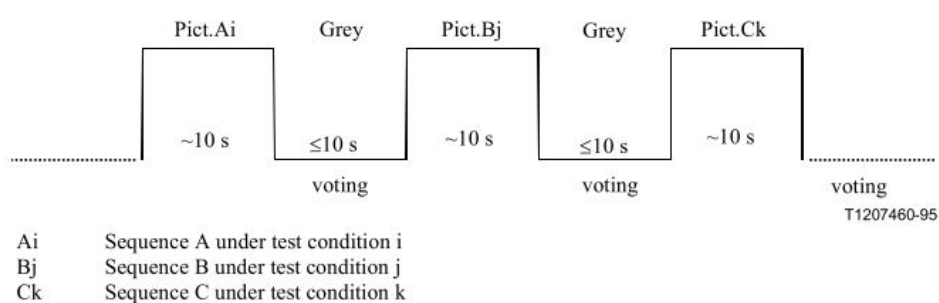 Pict.Ai Grey Pict.Bj Grey Pict.Ck
~10 s ≤10 s ~10 s ≤10 s ~10 s
voting voting voting
T1207460-95
Ai Sequence A under test condition i
Bj Sequence B under test condition j
Ck Sequence C under test condition k